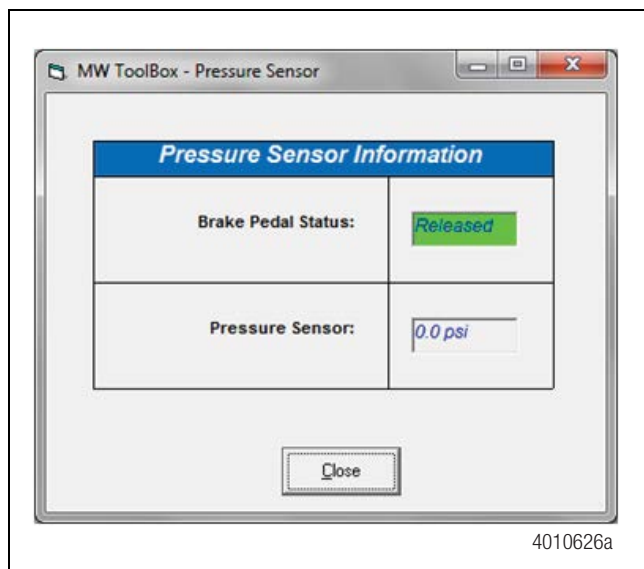 MW ToolBox - Pressure Sensor
Pressure Sensor Information
Brake Pedal Status: Released
Pressure Sensor: 0.0 psi
Close
4010626a